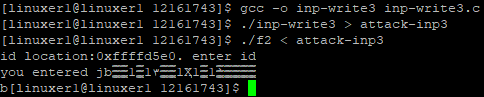 [linuxer1@linuxer1 12161743]$ gcc -o inp-write3 inp-write3.c
[linuxer1@linuxer1 12161743]$ ./inp-write3 > attack-inp3
[linuxer1@linuxer1 12161743]$ ./f2 < attack-inp3
id location:0xffffd5e0. enter id
you entered
b[linuxer1@linuxer1 12161743]$